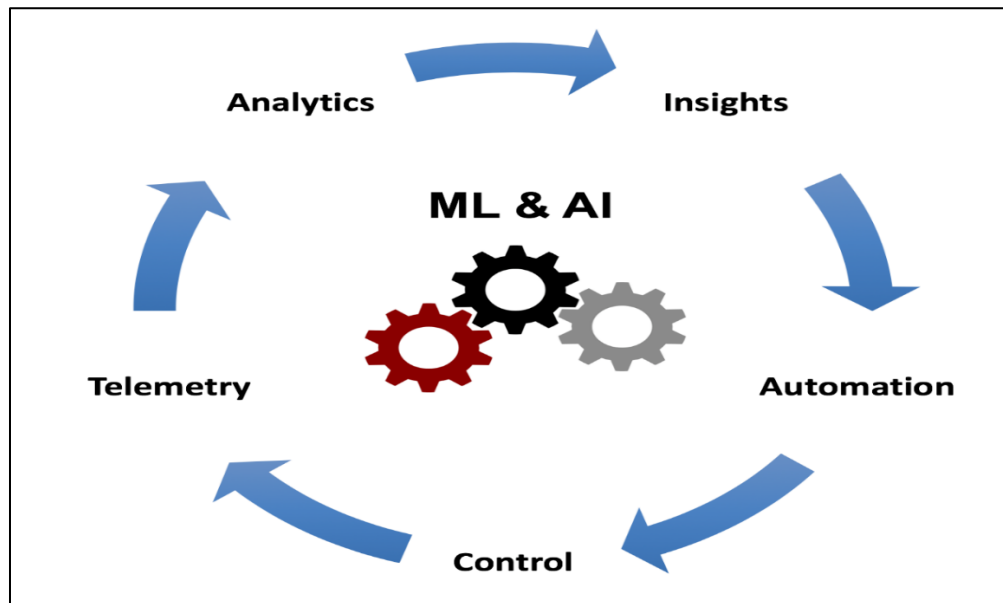 Analytics
Insights
ML & AI
Telemetry
Automation
Control